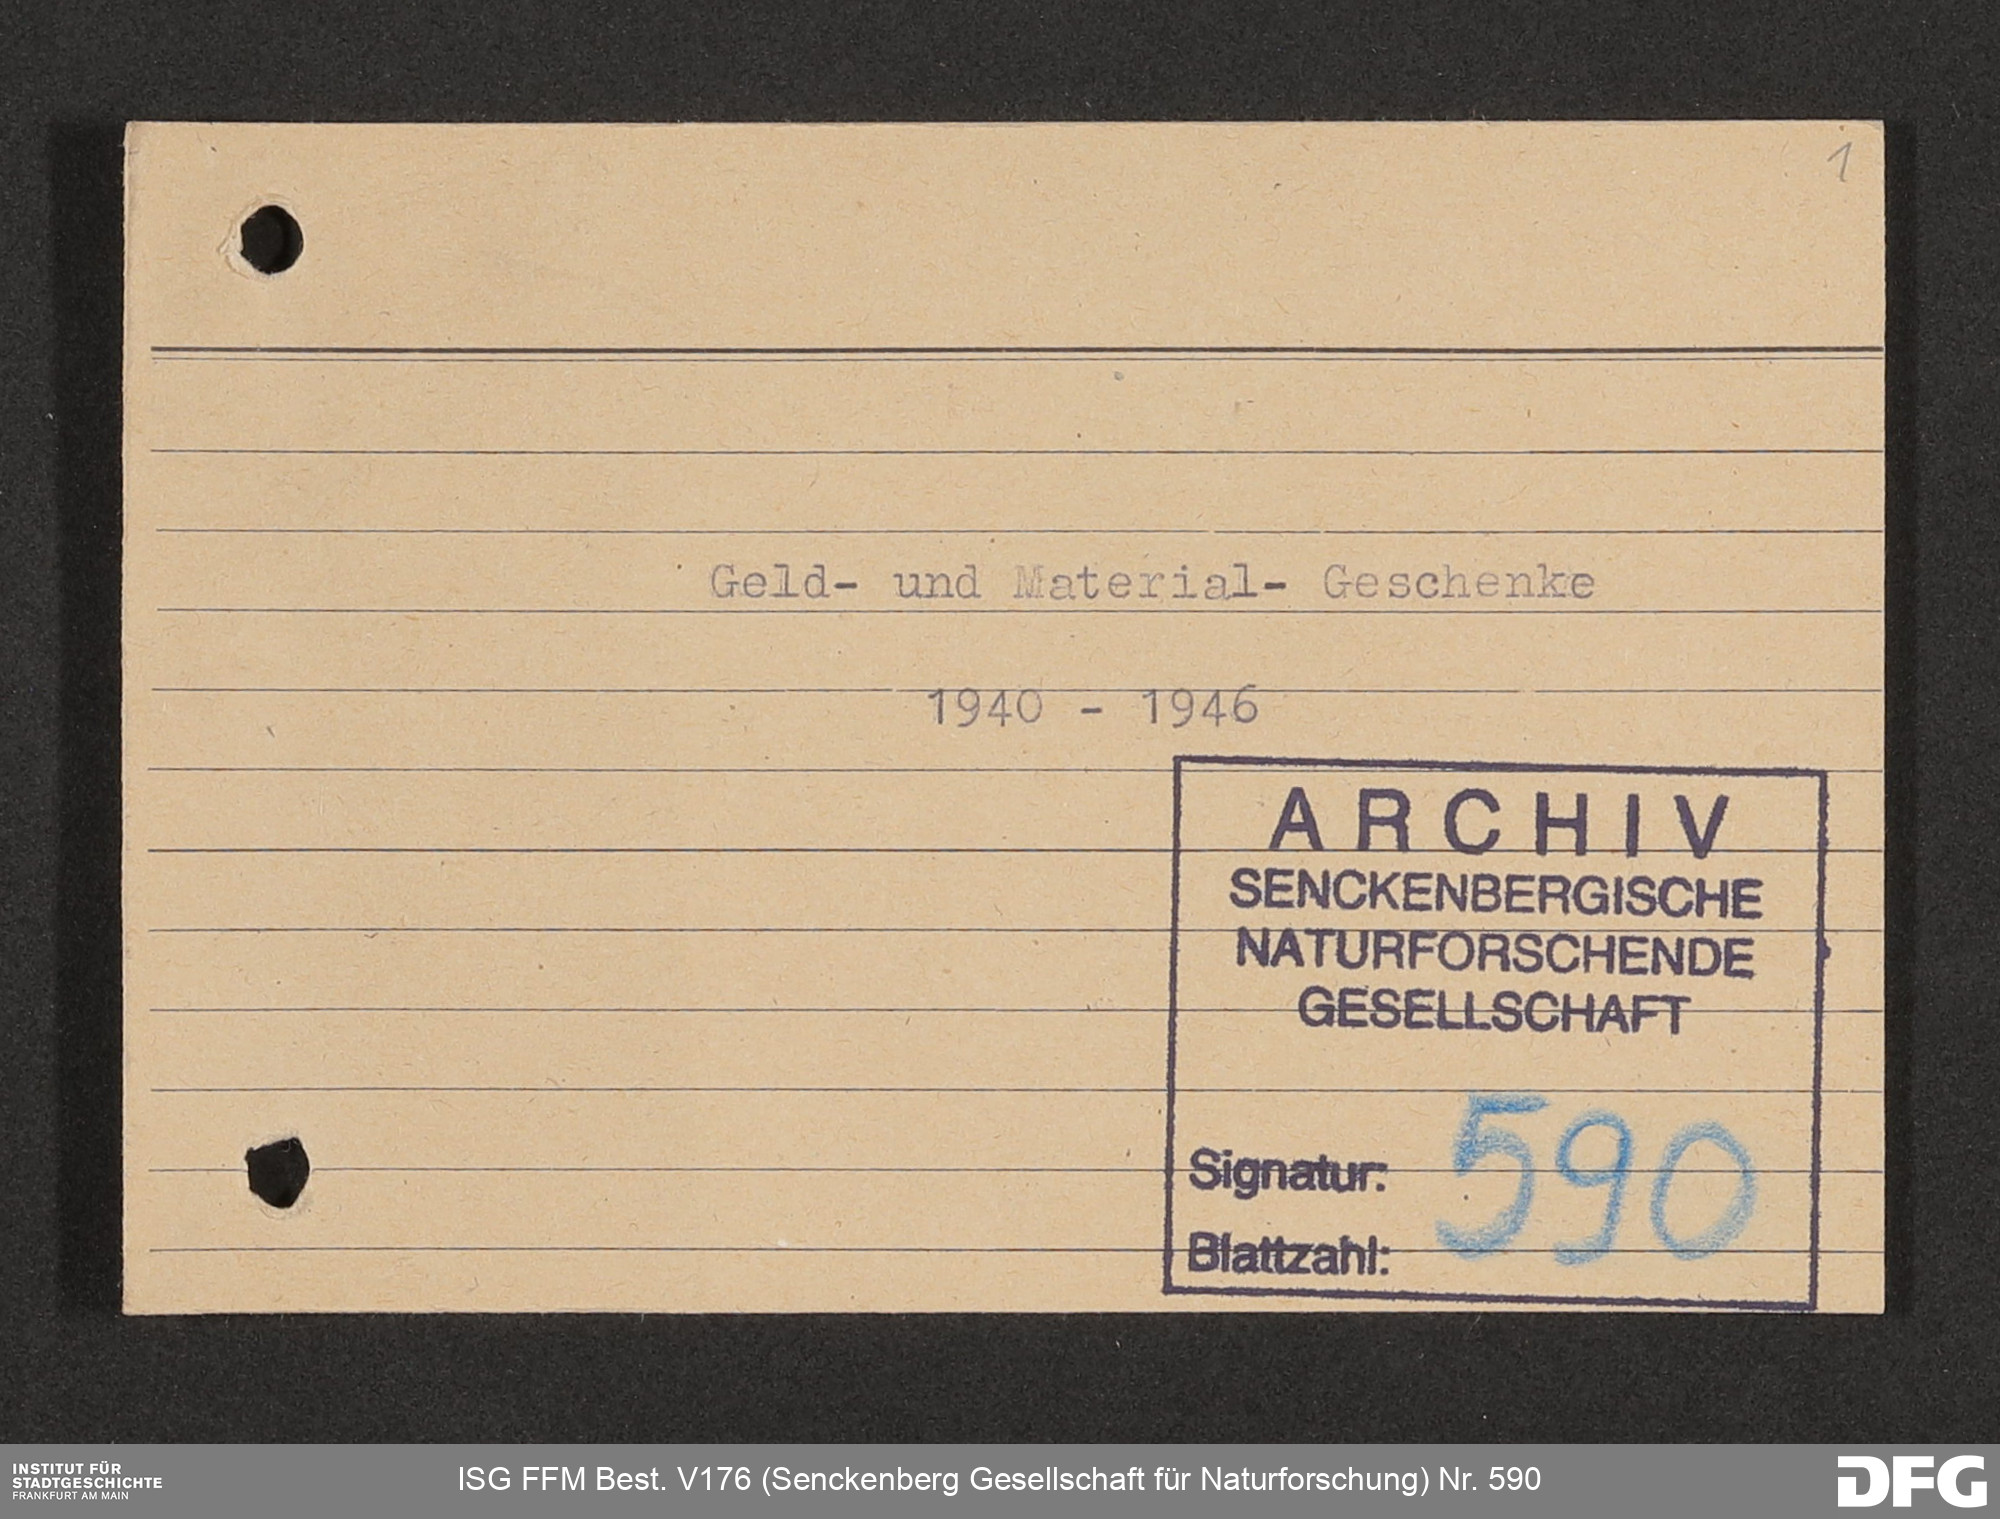 1
Geld- und Material- Geschenke
1940 - 1946
ARCHIV
SENCKENBERGISCHE
NATURFORSCHENDE
GESELLSCHAFT
Signatur: 590
Blattzahl:
INSTITUT FÜR
STADTGESCHICHTE
FRANKFURT AM MAIN
ISG FFM Best. V176 (Senckenberg Gesellschaft für Naturforschung) Nr. 590
DFG